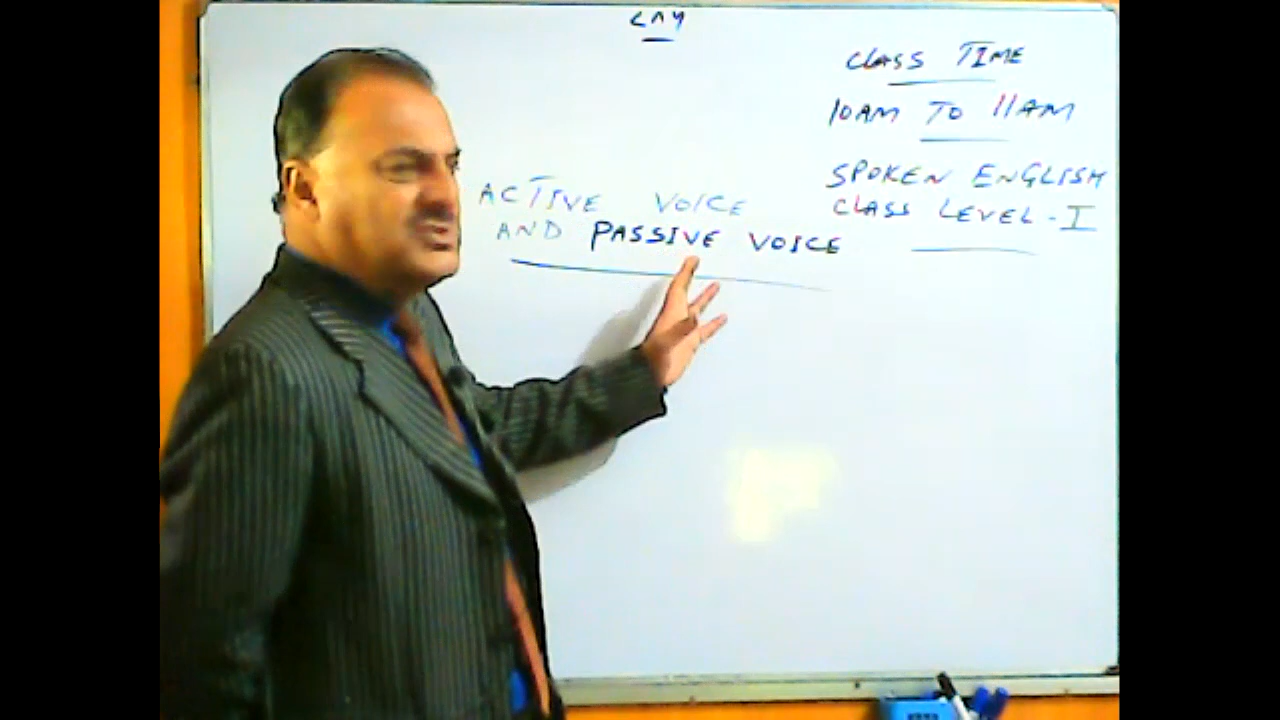 CLASS TIME
10AM TO 11AM
SPOKEN ENGLISH
CLASS LEVEL - I
ACTIVE VOICE
AND PASSIVE VOICE